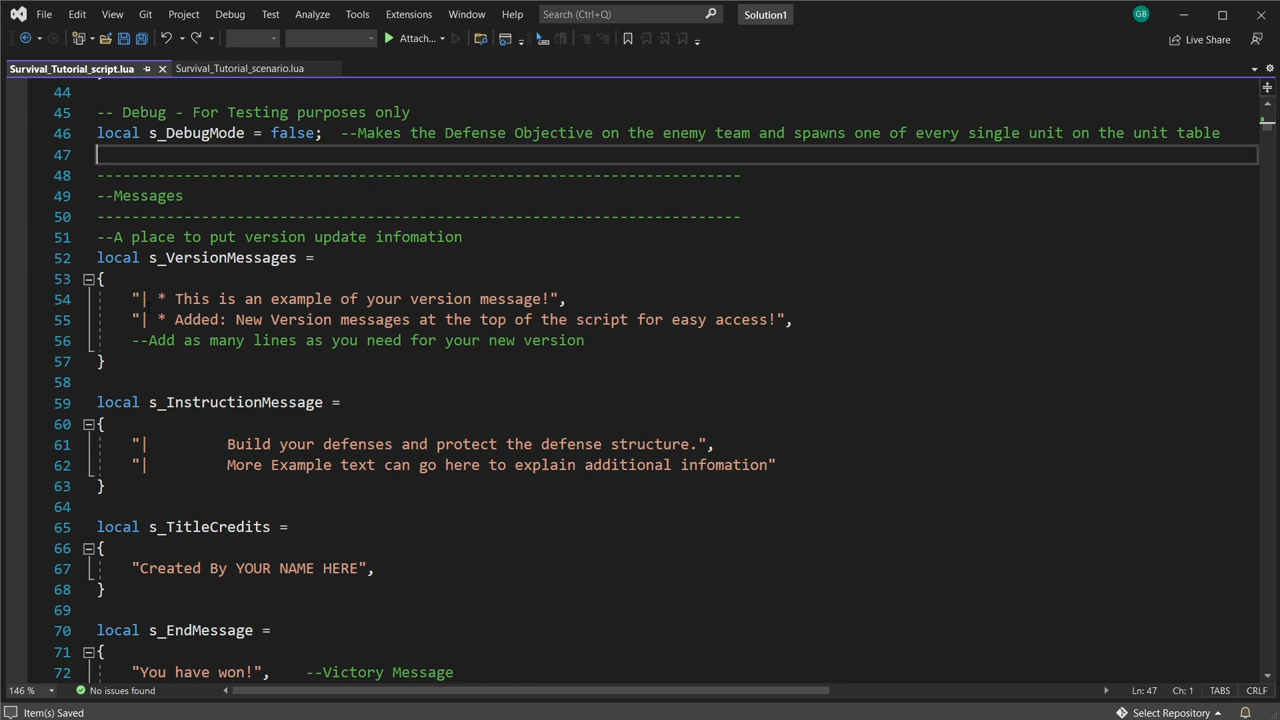 File Edit View Git Project Debug Test Analyze Tools Extensions Window Help Search (Ctrl+Q) Solution1 GB
Attach... Live Share
Survival_Tutorial_script.lua Survival_Tutorial_scenario.lua
44
45 -- Debug - For Testing purposes only
46 local s_DebugMode = false; --Makes the Defense Objective on the enemy team and spawns one of every single unit on the unit table
47
48 --------------------------------------------------------------------------
49 --Messages
50 --------------------------------------------------------------------------
51 --A place to put version update infomation
52 local s_VersionMessages =
53 {
54 "| * This is an example of your version message!",
55 "| * Added: New Version messages at the top of the script for easy access!",
56 --Add as many lines as you need for your new version
57 }
58
59 local s_InstructionMessage =
60 {
61 "|         Build your defenses and protect the defense structure.",
62 "|         More Example text can go here to explain additional infomation"
63 }
64
65 local s_TitleCredits =
66 {
67 "Created By YOUR NAME HERE",
68 }
69
70 local s_EndMessage =
71 {
72 "You have won!", --Victory Message
146 % No issues found Ln: 47 Ch: 1 TABS CRLF
Item(s) Saved Select Repository